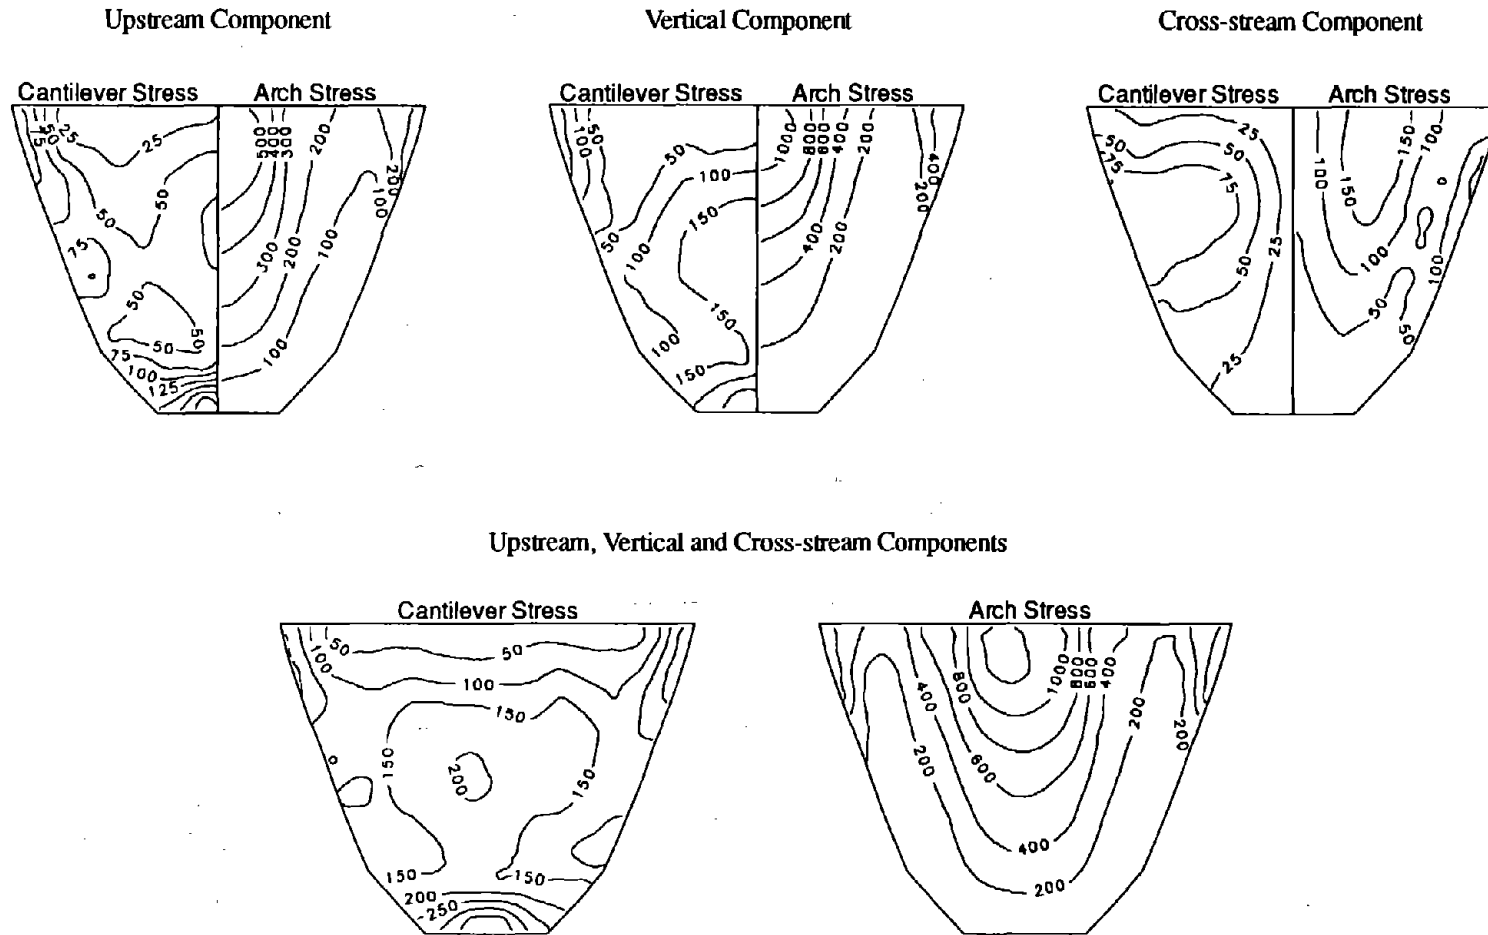 Upstream Component
Vertical Component
Cross-stream Component
Cantilever Stress Arch Stress
Cantilever Stress Arch Stress
Cantilever Stress Arch Stress
75 50 25 25 50 50 75 50 50 50 75 100 125
500 400 300 200 300 200 100 100 200 100
50 100 50 100 150 50 100 150 100 150
1000 800 600 400 200 400 200 400 200
25 50 50 75 75 25 50 25
150 100 100 150 100 50 50 100
Upstream, Vertical and Cross-stream Components
Cantilever Stress
Arch Stress
50 50 100 100 150 150 200 150 150 150 200 250
1000 800 600 400 800 400 200 200 200 600 400 200